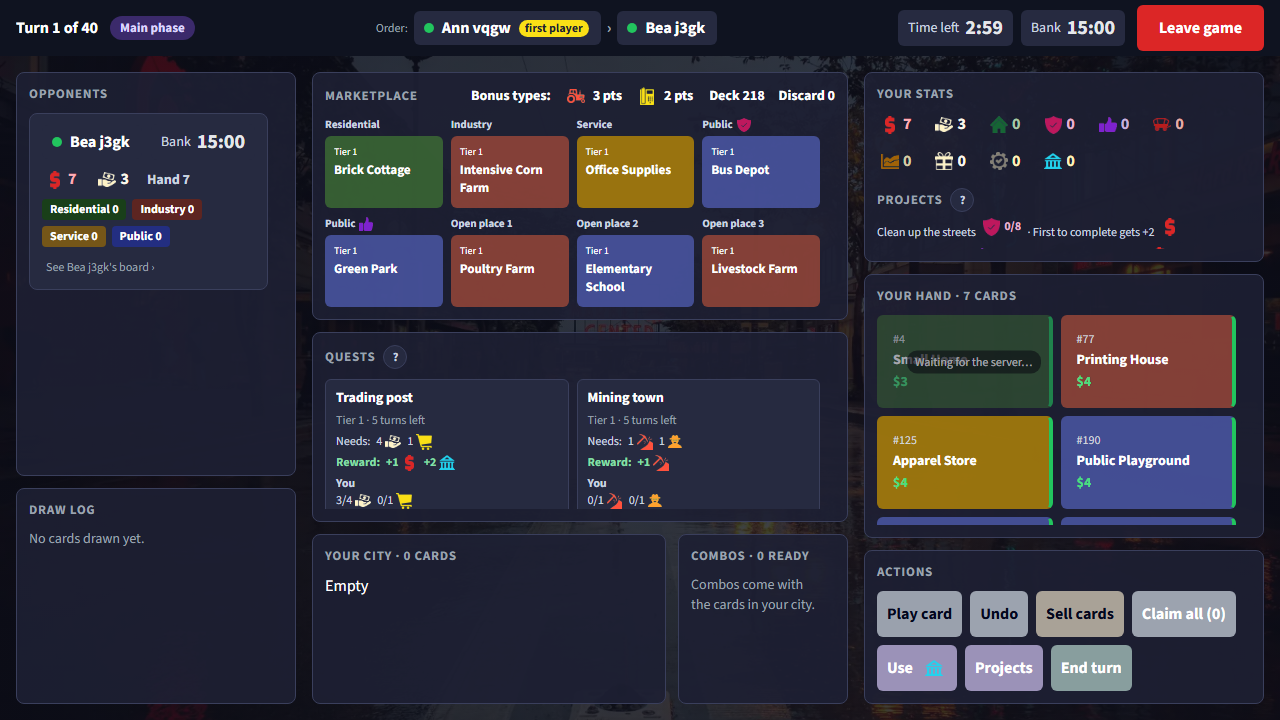 Turn 1 of 40 Main phase Order: Ann vqgw first player › Bea j3gk Time left 2:59 Bank 15:00 Leave game
OPPONENTS
Bea j3gk Bank 15:00
7 3 Hand 7
Residential 0 Industry 0
Service 0 Public 0
See Bea j3gk's board ›
DRAW LOG
No cards drawn yet.
MARKETPLACE Bonus types: 3 pts 2 pts Deck 218 Discard 0
Residential Industry Service Public
Tier 1 Tier 1 Tier 1 Tier 1
Brick Cottage Intensive Corn Office Supplies Bus Depot
Farm
Public Open place 1 Open place 2 Open place 3
Tier 1 Tier 1 Tier 1 Tier 1
Green Park Poultry Farm Elementary Livestock Farm
School
QUESTS ?
Trading post
Tier 1 · 5 turns left
Needs: 4 1
Reward: +1 +2
You
3/4 0/1
Mining town
Tier 1 · 5 turns left
Needs: 1 1
Reward: +1
You
0/1 0/1
YOUR CITY · 0 CARDS
Empty
COMBOS · 0 READY
Combos come with
the cards in your city.
YOUR STATS
7 3 0 0 0 0
0 0 0 0
PROJECTS ?
Clean up the streets 0/8 · First to complete gets +2
YOUR HAND · 7 CARDS
#4
$3
Waiting for the server…
#77
Printing House
$4
#125
Apparel Store
$4
#190
Public Playground
$4
ACTIONS
Play card Undo Sell cards Claim all (0)
Use Projects End turn